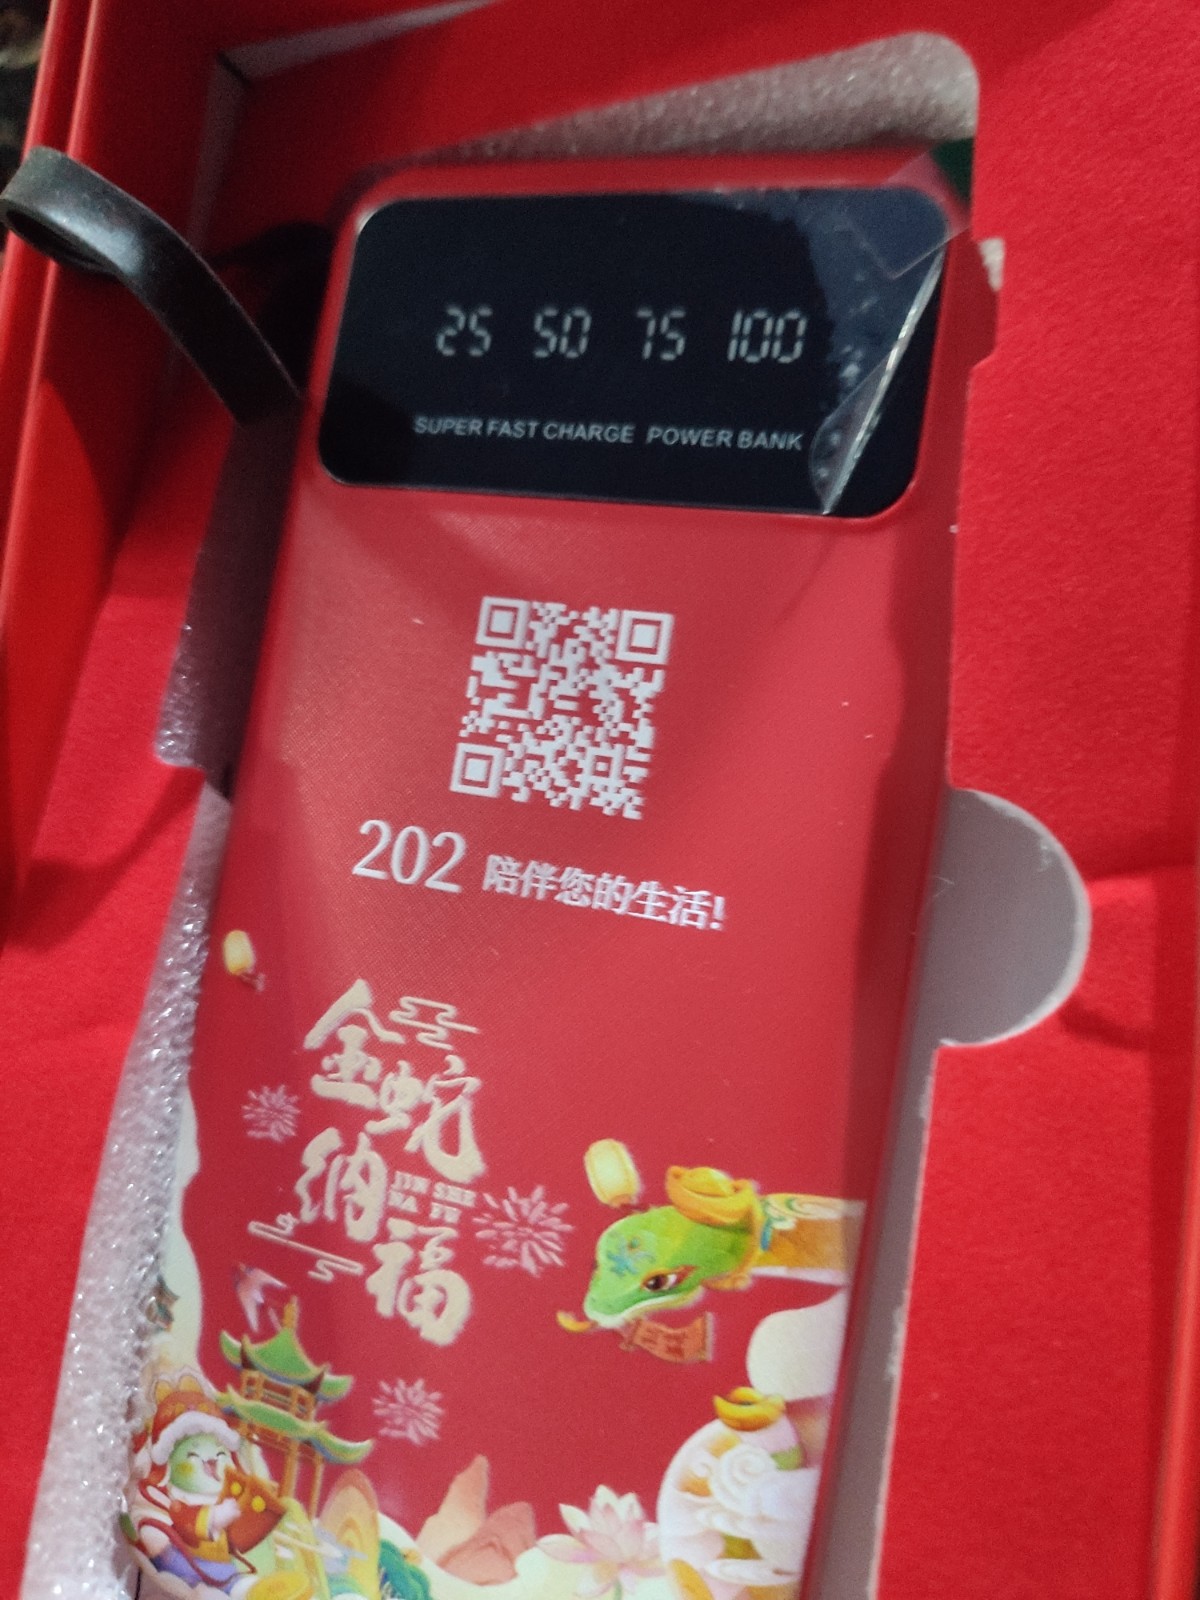 25 50 75 100
SUPER FAST CHARGE POWER BANK
202 陪伴您的生活!
金蛇
纳福
JIN SHE
NA FU